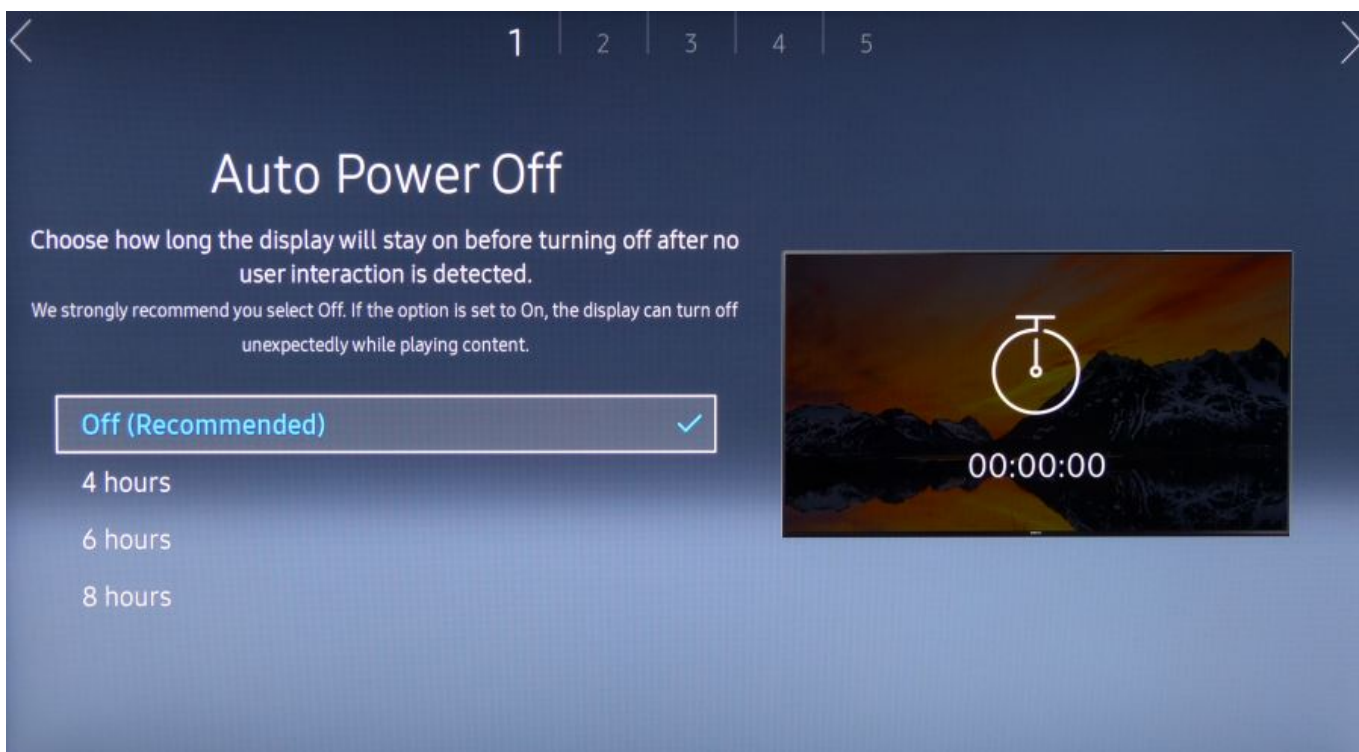 1 2 3 4 5
Auto Power Off
Choose how long the display will stay on before turning off after no
user interaction is detected.
We strongly recommend you select Off. If the option is set to On, the display can turn off
unexpectedly while playing content.
Off (Recommended)
4 hours
6 hours
8 hours
00:00:00